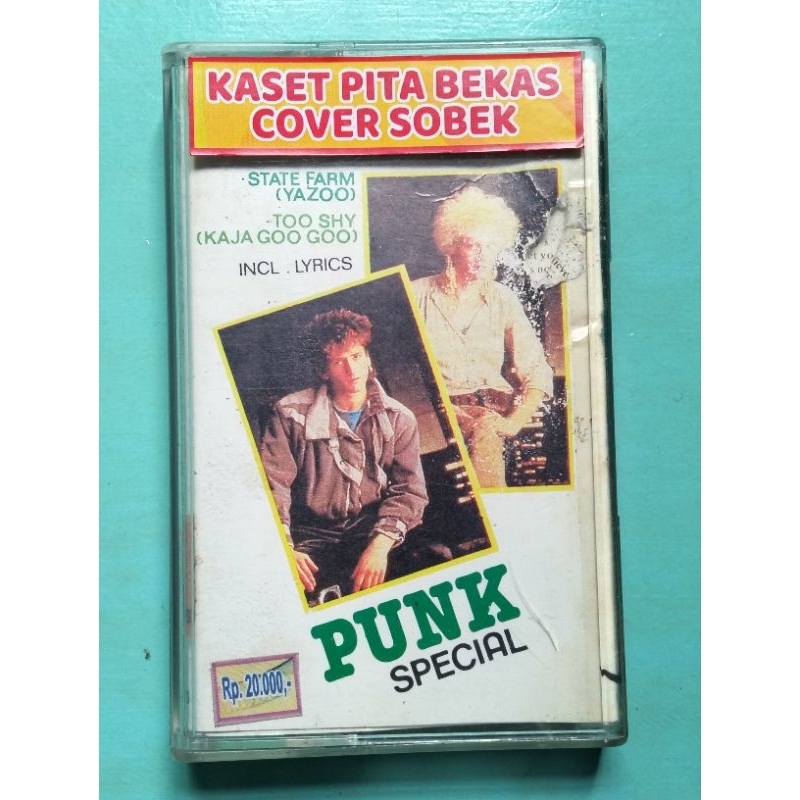 KASET PITA BEKAS
COVER SOBEK
·STATE FARM
(YAZOO)
·TOO SHY
(KAJA GOO GOO)
INCL . LYRICS
PUNK
SPECIAL
Rp. 20.000,-